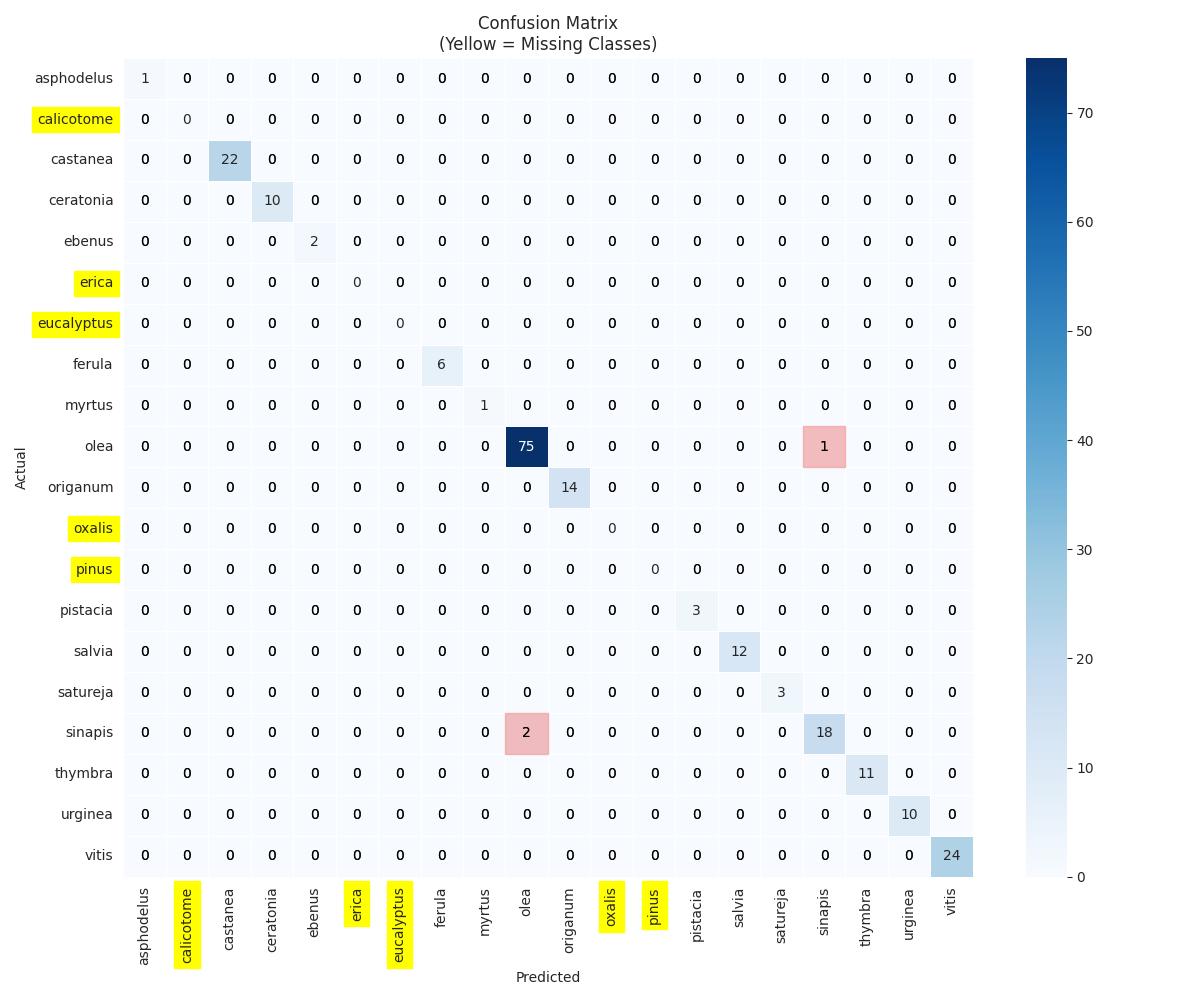 Confusion Matrix
(Yellow = Missing Classes)
asphodelus 1 0 0 0 0 0 0 0 0 0 0 0 0 0 0 0 0 0 0 0
calicotome 0 0 0 0 0 0 0 0 0 0 0 0 0 0 0 0 0 0 0 0
castanea 0 0 22 0 0 0 0 0 0 0 0 0 0 0 0 0 0 0 0 0
ceratonia 0 0 0 10 0 0 0 0 0 0 0 0 0 0 0 0 0 0 0 0
ebenus 0 0 0 0 2 0 0 0 0 0 0 0 0 0 0 0 0 0 0 0
erica 0 0 0 0 0 0 0 0 0 0 0 0 0 0 0 0 0 0 0 0
eucalyptus 0 0 0 0 0 0 0 0 0 0 0 0 0 0 0 0 0 0 0 0
ferula 0 0 0 0 0 0 0 6 0 0 0 0 0 0 0 0 0 0 0 0
myrtus 0 0 0 0 0 0 0 0 1 0 0 0 0 0 0 0 0 0 0 0
olea 0 0 0 0 0 0 0 0 0 75 0 0 0 0 0 0 1 0 0 0
origanum 0 0 0 0 0 0 0 0 0 0 14 0 0 0 0 0 0 0 0 0
oxalis 0 0 0 0 0 0 0 0 0 0 0 0 0 0 0 0 0 0 0 0
pinus 0 0 0 0 0 0 0 0 0 0 0 0 0 0 0 0 0 0 0 0
pistacia 0 0 0 0 0 0 0 0 0 0 0 0 0 3 0 0 0 0 0 0
salvia 0 0 0 0 0 0 0 0 0 0 0 0 0 0 12 0 0 0 0 0
satureja 0 0 0 0 0 0 0 0 0 0 0 0 0 0 0 3 0 0 0 0
sinapis 0 0 0 0 0 0 0 0 0 2 0 0 0 0 0 0 18 0 0 0
thymbra 0 0 0 0 0 0 0 0 0 0 0 0 0 0 0 0 0 11 0 0
urginea 0 0 0 0 0 0 0 0 0 0 0 0 0 0 0 0 0 0 10 0
vitis 0 0 0 0 0 0 0 0 0 0 0 0 0 0 0 0 0 0 0 24
Actual
asphodelus
calicotome
castanea
ceratonia
ebenus
erica
eucalyptus
ferula
myrtus
olea
origanum
oxalis
pinus
pistacia
salvia
satureja
sinapis
thymbra
urginea
vitis
Predicted
70
60
50
40
30
20
10
0